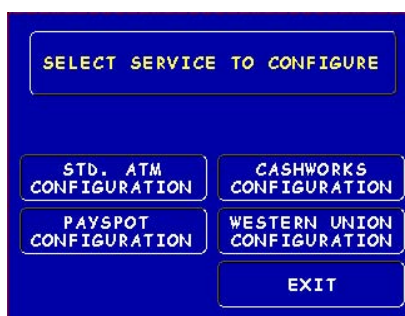 SELECT SERVICE TO CONFIGURE
STD. ATM
CONFIGURATION
CASHWORKS
CONFIGURATION
PAYSPOT
CONFIGURATION
WESTERN UNION
CONFIGURATION
EXIT